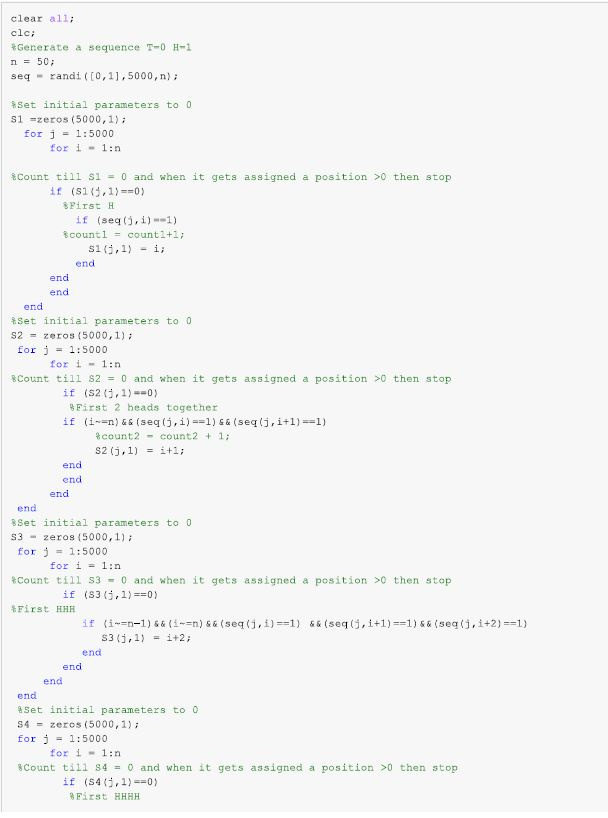 clear all;
clc;
%Generate a sequence T=0 H=1
n = 50;
seq = randi([0,1],5000,n);
%Set initial parameters to 0
S1 =zeros(5000,1);
for j = 1:5000
for i = 1:n
%Count till S1 = 0 and when it gets assigned a position >0 then stop
if (S1(j,1)==0)
%First H
if (seq(j,i)==1)
%count1 = count1+1;
S1(j,1) = i;
end
end
end
end
%Set initial parameters to 0
S2 = zeros(5000,1);
for j = 1:5000
for i = 1:n
%Count till S2 = 0 and when it gets assigned a position >0 then stop
if (S2(j,1)==0)
%First 2 heads together
if (i~=n)&&(seq(j,i)==1)&&(seq(j,i+1)==1)
%count2 = count2 + 1;
S2(j,1) = i+1;
end
end
end
end
%Set initial parameters to 0
S3 = zeros(5000,1);
for j = 1:5000
for i = 1:n
%Count till S3 = 0 and when it gets assigned a position >0 then stop
if (S3(j,1)==0)
%First HHH
if (i~=n-1)&&(i~=n)&&(seq(j,i)==1) &&(seq(j,i+1)==1)&&(seq(j,i+2)==1)
S3(j,1) = i+2;
end
end
end
end
%Set initial parameters to 0
S4 = zeros(5000,1);
for j = 1:5000
for i = 1:n
%Count till S4 = 0 and when it gets assigned a position >0 then stop
if (S4(j,1)==0)
%First HHHH